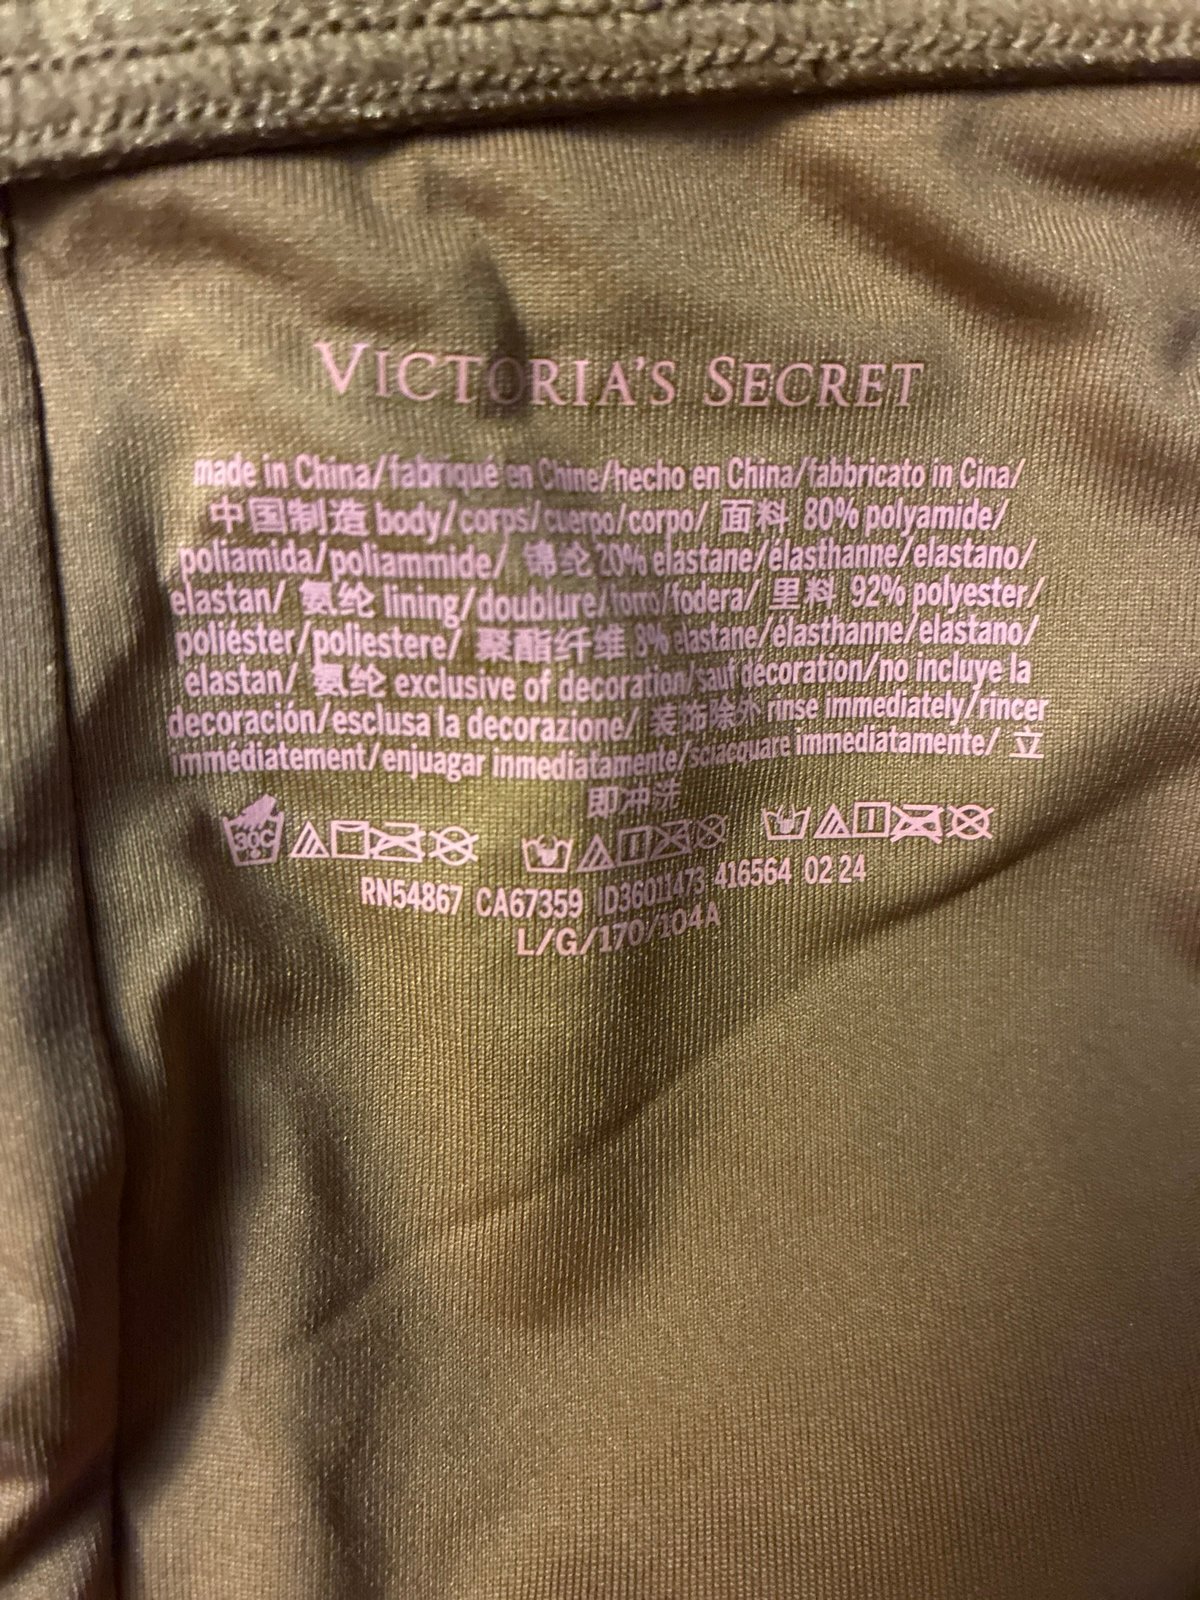 VICTORIA'S SECRET
made in China/fabriqué en Chine/hecho en China/fabbricato in Cina/
中国制造 body/corps/cuerpo/corpo/ 面料 80% polyamide/
poliamida/poliammide/ 锦纶 20% elastane/élasthanne/elastano/
elastan/ 氨纶 lining/doublure/forro/fodera/ 里料 92% polyester/
poliéster/poliestere/ 聚酯纤维 8% elastane/élasthanne/elastano/
elastan/ 氨纶 exclusive of decoration/sauf décoration/no incluye la
decoración/esclusa la decorazione/ 装饰除外 rinse immediately/rincer
immédiatement/enjuagar inmediatamente/sciacquare immediatamente/ 立
即冲洗
30C
RN54867 CA67359 ID36011473 416564 02 24
L/G/170/104A